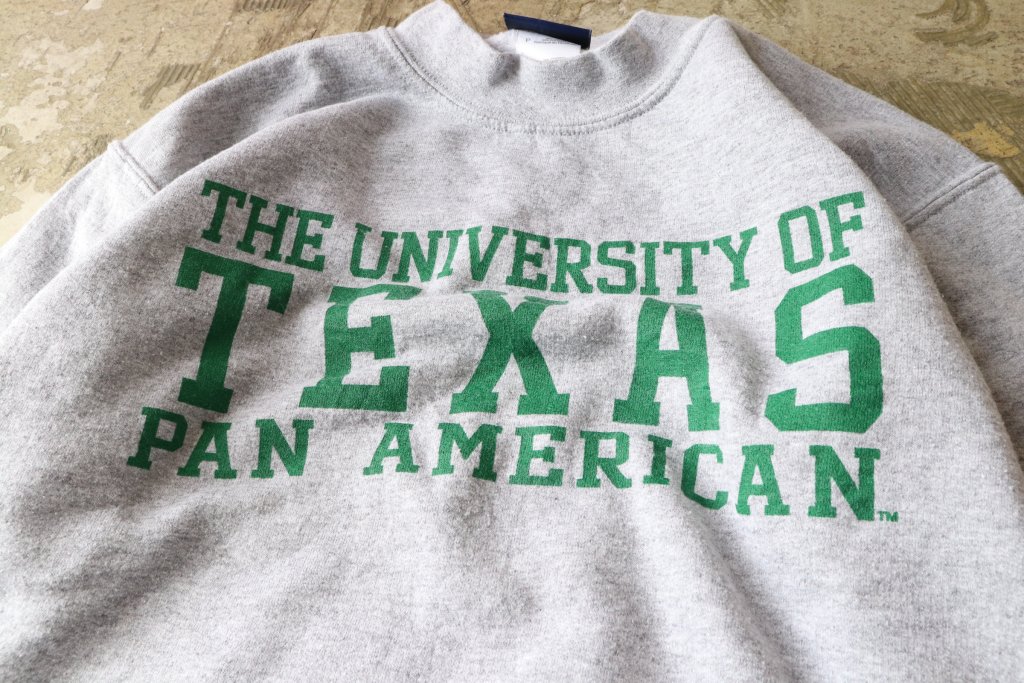 THE UNIVERSITY OF
TEXAS
PAN AMERICAN™